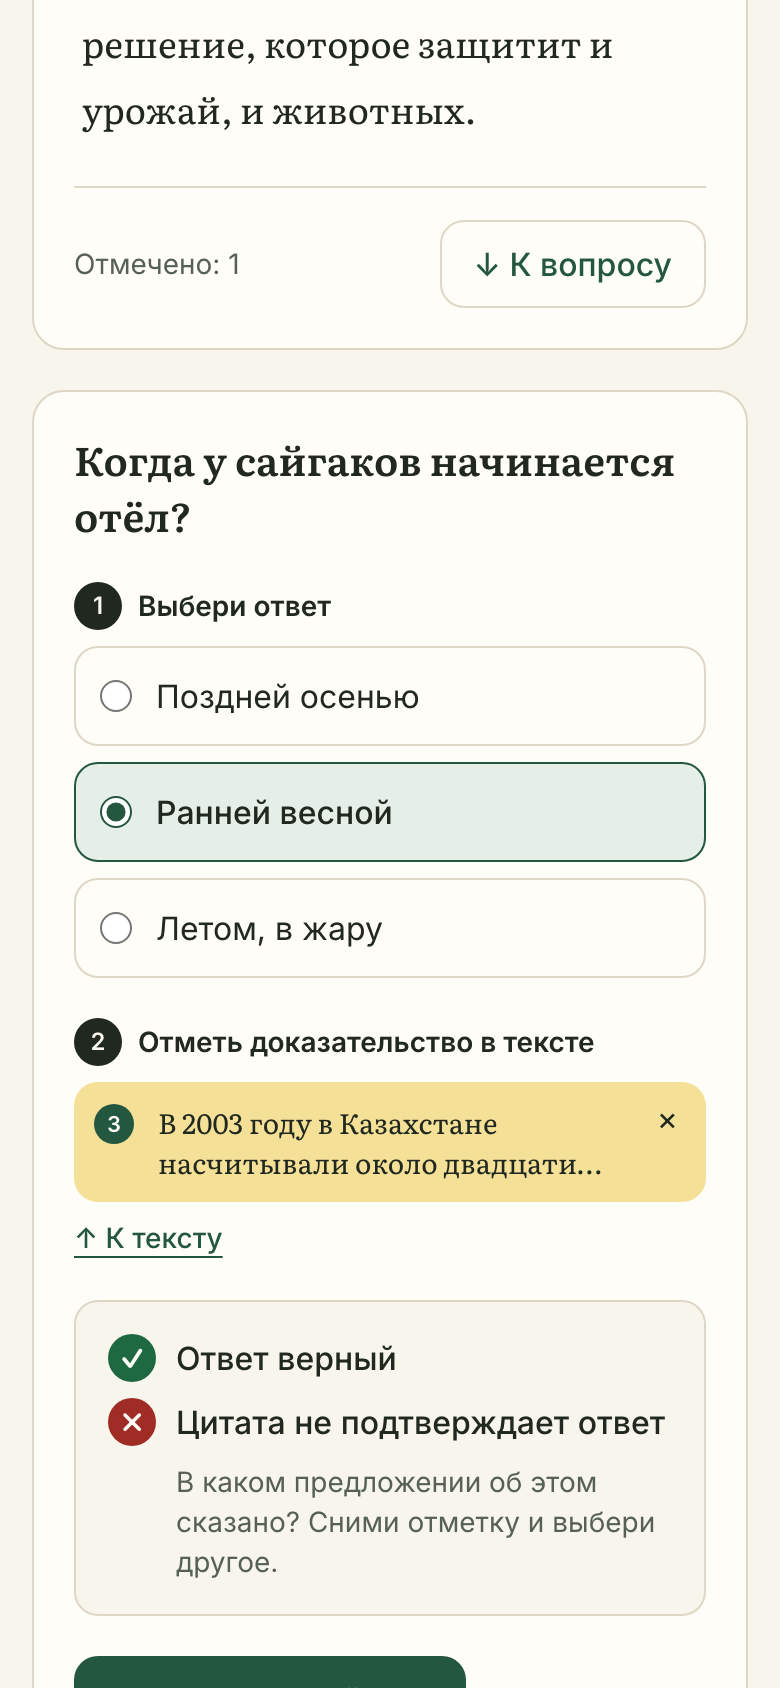 решение, которое защитит и
урожай, и животных.
Отмечено: 1
↓ К вопросу
Когда у сайгаков начинается
отёл?
1 Выбери ответ
Поздней осенью
Ранней весной
Летом, в жару
2 Отметь доказательство в тексте
3 В 2003 году в Казахстане ×
насчитывали около двадцати…
↑ К тексту
Ответ верный
Цитата не подтверждает ответ
В каком предложении об этом
сказано? Сними отметку и выбери
другое.